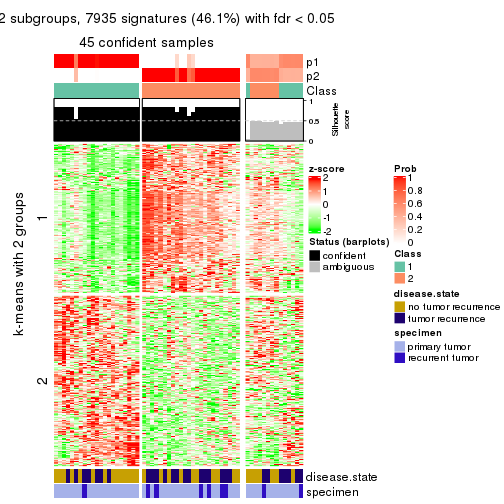 2 subgroups, 7935 signatures (46.1%) with fdr < 0.05
45 confident samples
p1
p2
Class
1
0.5
0
Silhouette
score
k-means with 2 groups
1
2
z-score
2
1
0
-1
-2
Status (barplots)
confident
ambiguous
Prob
1
0.8
0.6
0.4
0.2
0
Class
1
2
disease.state
no tumor recurrence
tumor recurrence
specimen
primary tumor
recurrent tumor
disease.state
specimen